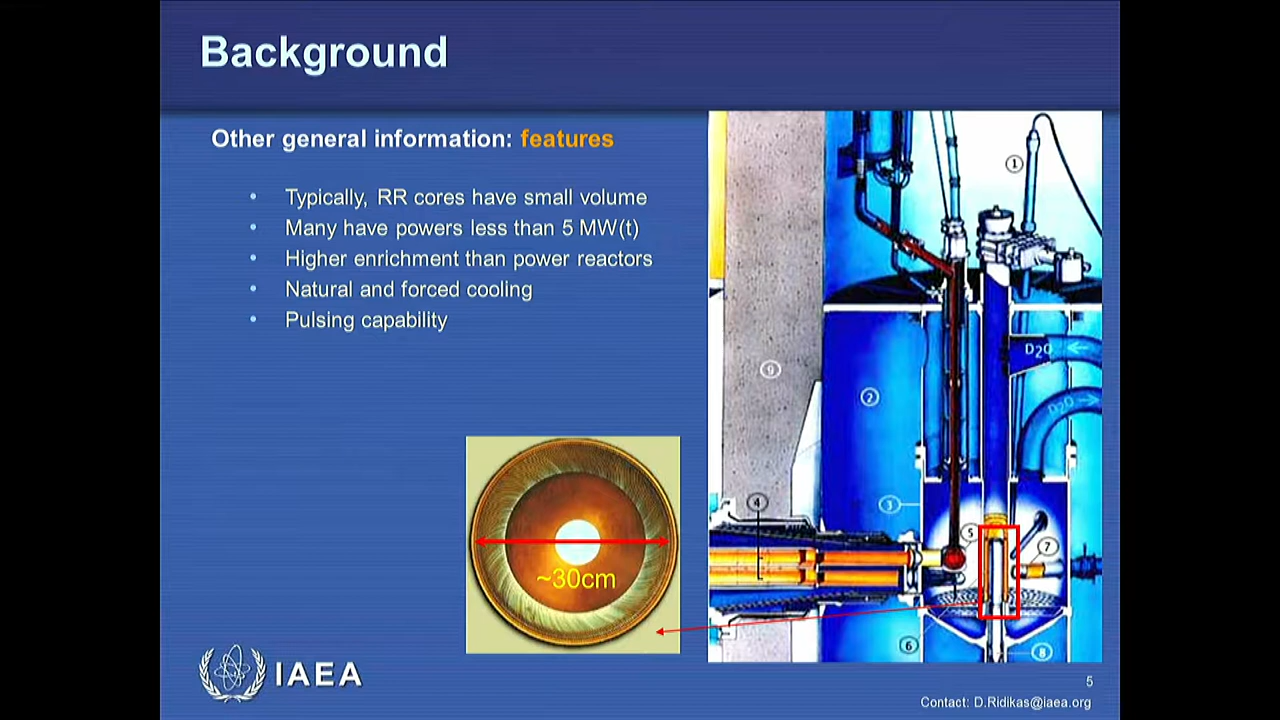 Background
Other general information: features
• Typically, RR cores have small volume
• Many have powers less than 5 MW(t)
• Higher enrichment than power reactors
• Natural and forced cooling
• Pulsing capability
1
D2O
9
2
D2O
4
3
5
7
~30cm
6
8
IAEA
5
Contact: D.Ridikas@iaea.org